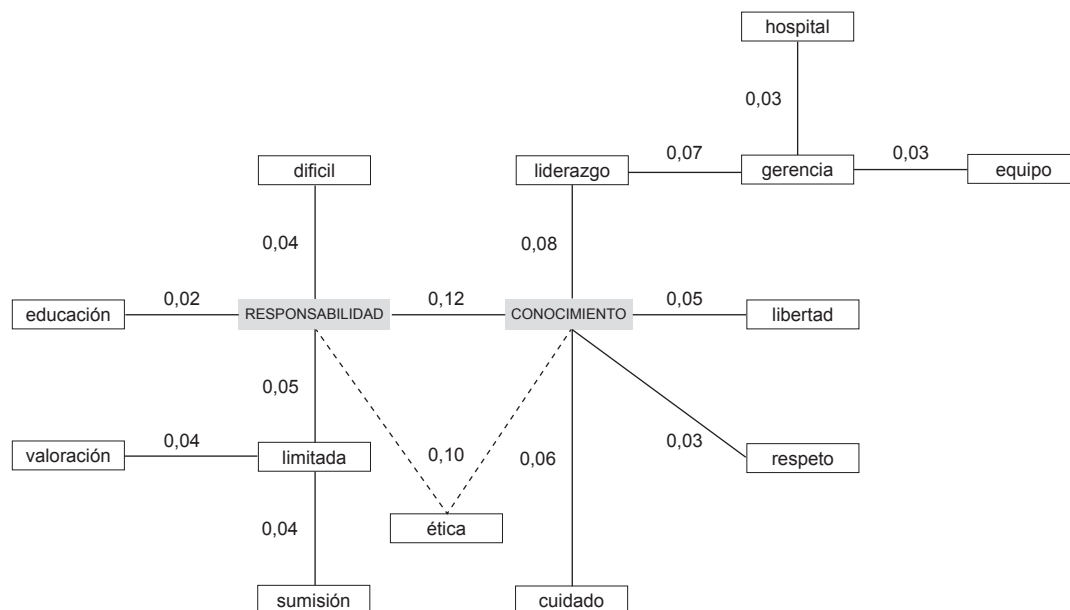 hospital
0,03
dificil
liderazgo
0,07
gerencia
0,03
equipo
0,04
0,08
educación
0,02
RESPONSABILIDAD
0,12
CONOCIMIENTO
0,05
libertad
0,05
valoración
0,04
limitada
0,10
0,06
0,03
respeto
0,04
ética
sumisión
cuidado